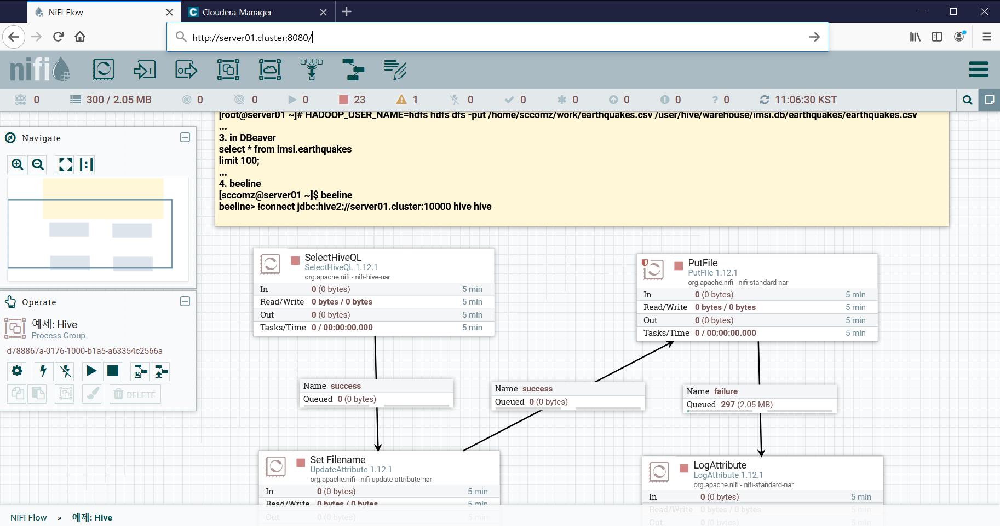 NiFi Flow
Cloudera Manager
http://server01.cluster:8080/
nifi
0
300 / 2.05 MB
0
0
0
23
1
0
0
0
0
0
? 0
11:06:30 KST
[root@server01 ~]# HADOOP_USER_NAME=hdfs hdfs dfs -put /home/sccomz/work/earthquakes.csv /user/hive/warehouse/imsi.db/earthquakes/earthquakes.csv
...
3. in DBeaver
select * from imsi.earthquakes
limit 100;
...
4. beeline
[sccomz@server01 ~]$ beeline
beeline> !connect jdbc:hive2://server01.cluster:10000 hive hive
Navigate
Operate
예제: Hive
Process Group
d788867a-0176-1000-b1a5-a63354c2566a
DELETE
SelectHiveQL
SelectHiveQL 1.12.1
org.apache.nifi - nifi-hive-nar
In 0 (0 bytes) 5 min
Read/Write 0 bytes / 0 bytes 5 min
Out 0 (0 bytes) 5 min
Tasks/Time 0 / 00:00:00.000 5 min
PutFile
PutFile 1.12.1
org.apache.nifi - nifi-standard-nar
In 0 (0 bytes) 5 min
Read/Write 0 bytes / 0 bytes 5 min
Out 0 (0 bytes) 5 min
Tasks/Time 0 / 00:00:00.000 5 min
Name success
Queued 0 (0 bytes)
Name success
Queued 0 (0 bytes)
Name failure
Queued 297 (2.05 MB)
Set Filename
UpdateAttribute 1.12.1
org.apache.nifi - nifi-update-attribute-nar
In 0 (0 bytes) 5 min
Read/Write 0 bytes / 0 bytes 5 min
Out 0 (0 bytes) 5 min
LogAttribute
LogAttribute 1.12.1
org.apache.nifi - nifi-standard-nar
In 0 (0 bytes) 5 min
Read/Write 0 bytes / 0 bytes 5 min
Out 0 (0 bytes) 5 min
NiFi Flow » 예제: Hive